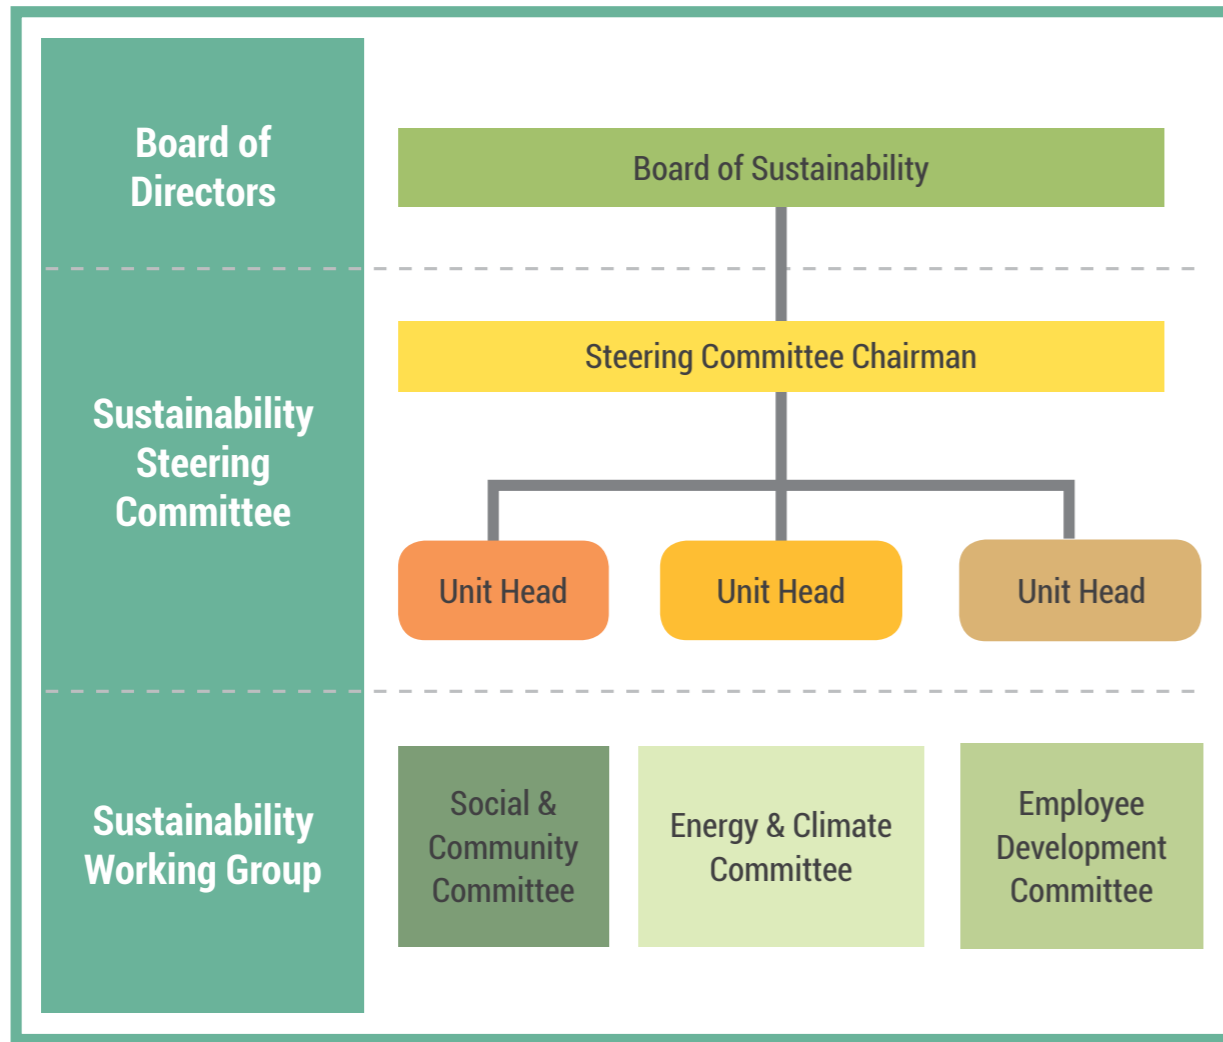 Board of
Directors
Board of Sustainability
Sustainability
Steering
Committee
Steering Committee Chairman
Unit Head
Unit Head
Unit Head
Sustainability
Working Group
Social &
Community
Committee
Energy & Climate
Committee
Employee
Development
Committee